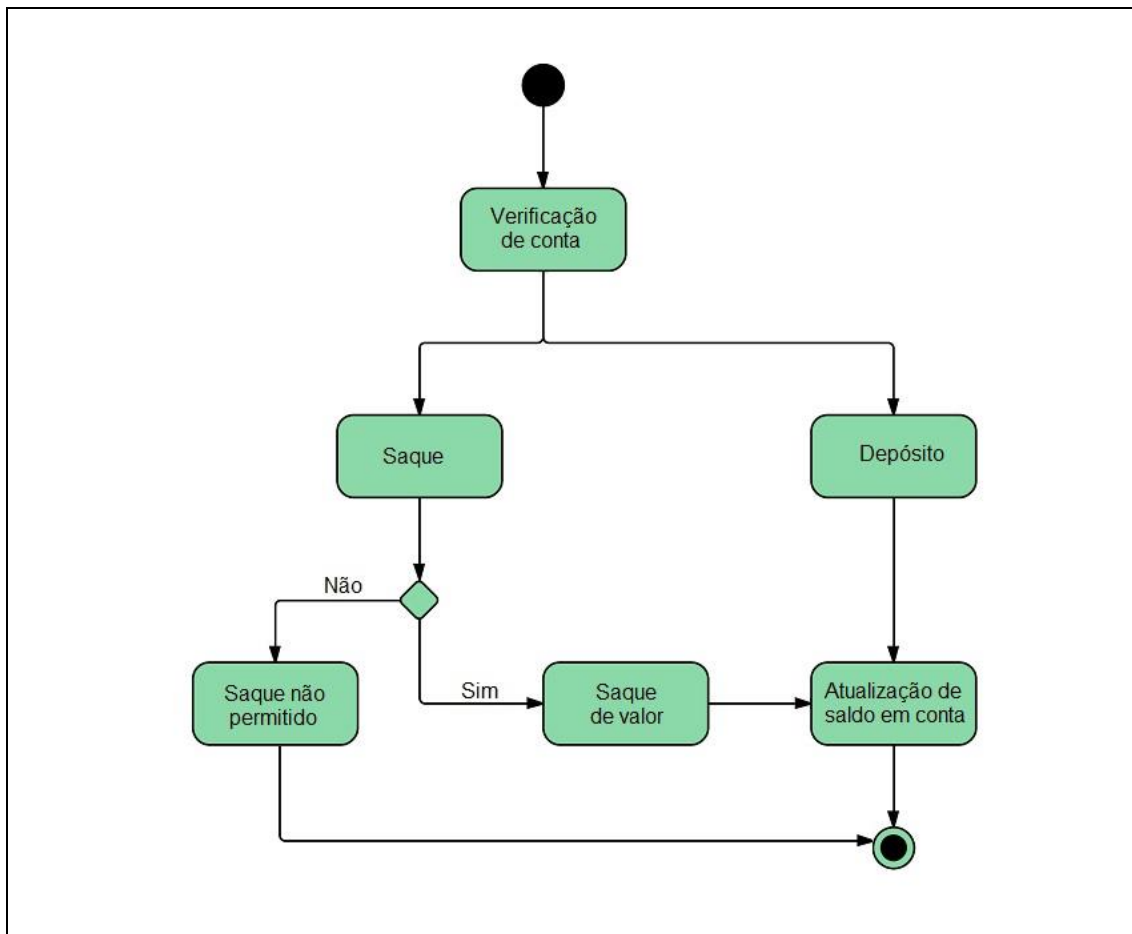 Verificação
de conta
Saque
Depósito
Não
Sim
Saque não
permitido
Saque
de valor
Atualização de
saldo em conta